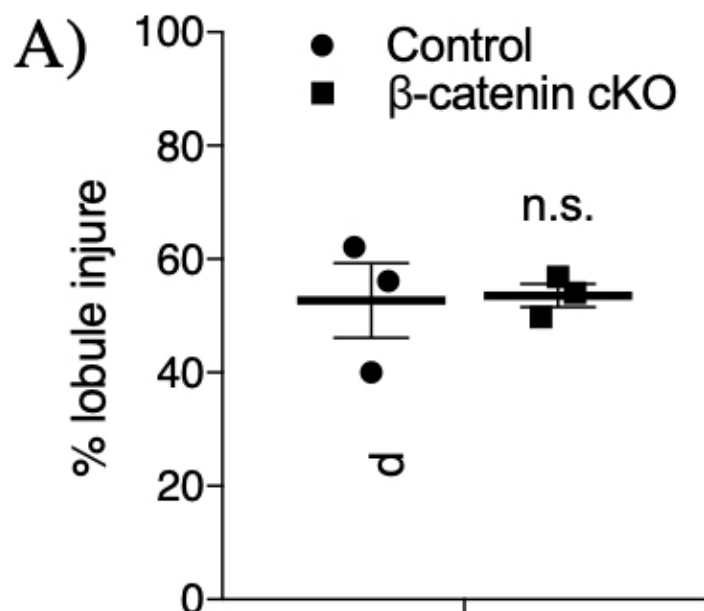 A)
100
Control
β-catenin cKO
80
n.s.
60
% lobule injure
40
d
20
0